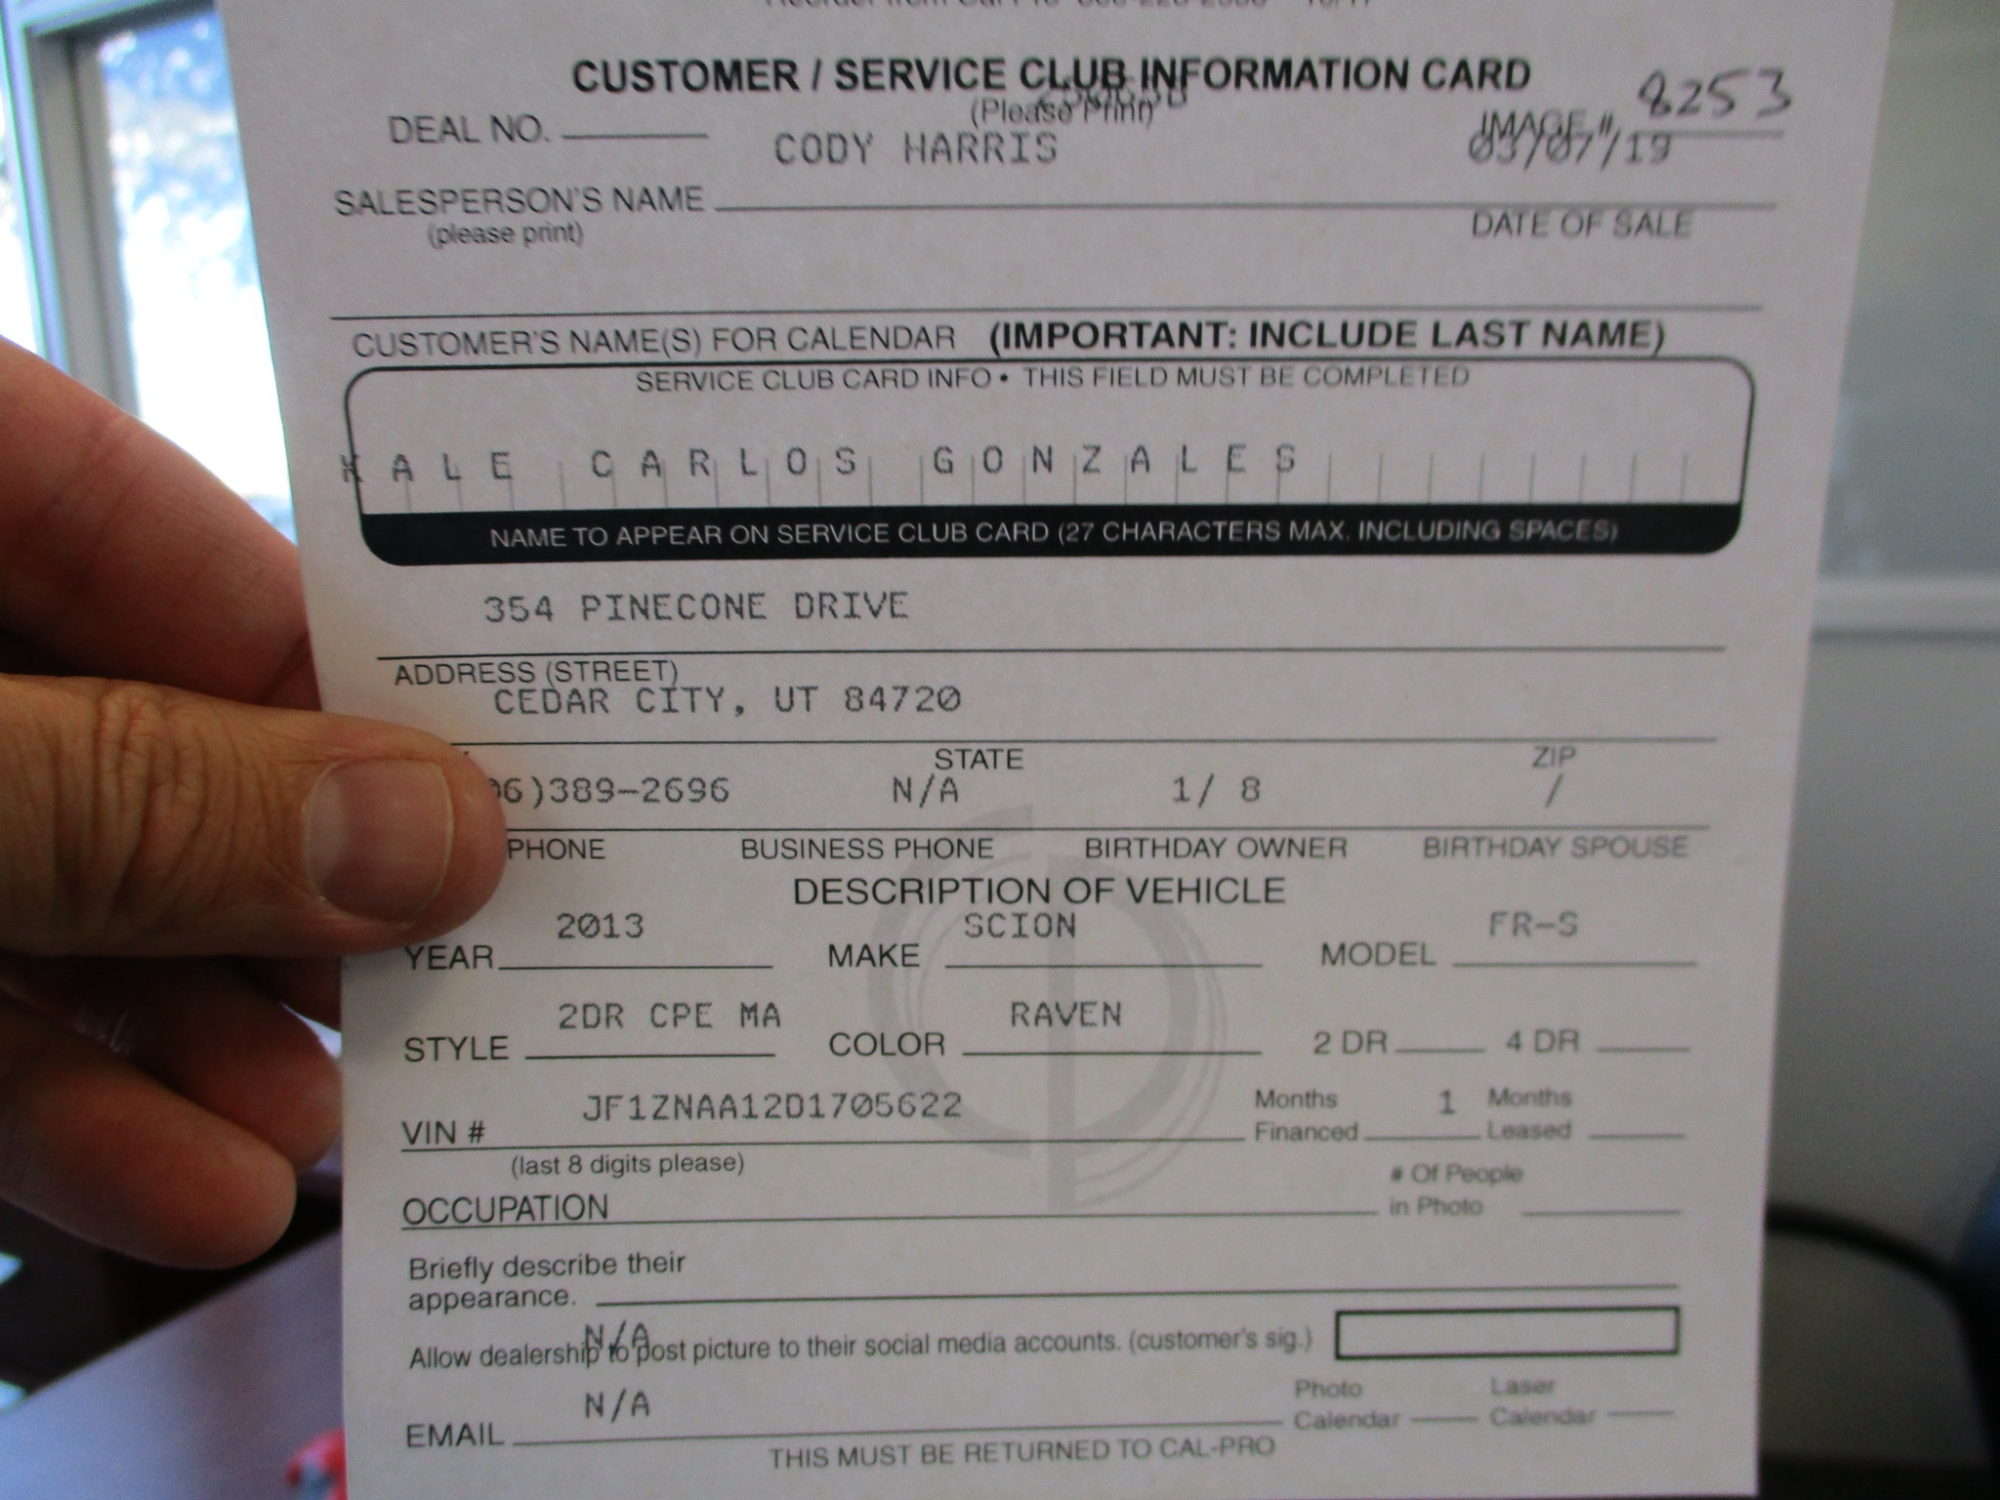 CUSTOMER / SERVICE CLUB INFORMATION CARD
(Please Print)
8253
DEAL NO.
IMAGE #
CODY HARRIS
03/07/19
SALESPERSON'S NAME
(please print)
DATE OF SALE
CUSTOMER'S NAME(S) FOR CALENDAR (IMPORTANT: INCLUDE LAST NAME)
SERVICE CLUB CARD INFO • THIS FIELD MUST BE COMPLETED
KALE CARLOS GONZALES
NAME TO APPEAR ON SERVICE CLUB CARD (27 CHARACTERS MAX. INCLUDING SPACES)
354 PINECONE DRIVE
ADDRESS (STREET)
CEDAR CITY, UT 84720
STATE ZIP
06)389-2696 N/A 1/ 8 /
PHONE BUSINESS PHONE BIRTHDAY OWNER BIRTHDAY SPOUSE
DESCRIPTION OF VEHICLE
2013 SCION FR-S
YEAR MAKE MODEL
2DR CPE MA RAVEN
STYLE COLOR 2 DR 4 DR
JF1ZNAA12D1705622
VIN # Months Financed 1 Months Leased
(last 8 digits please)
OCCUPATION # Of People in Photo
Briefly describe their
appearance.
N/A
Allow dealership to post picture to their social media accounts. (customer's sig.)
N/A
EMAIL Photo Calendar Laser Calendar
THIS MUST BE RETURNED TO CAL-PRO